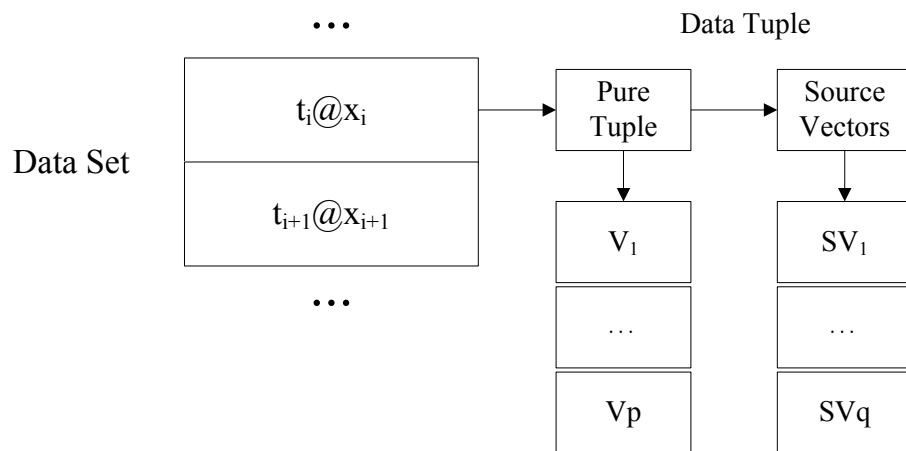 ...
Data Tuple
t_i@x_i
Pure
Tuple
Source
Vectors
Data Set
t_{i+1}@x_{i+1}
V_1
SV_1
...
...
...
Vp
SVq